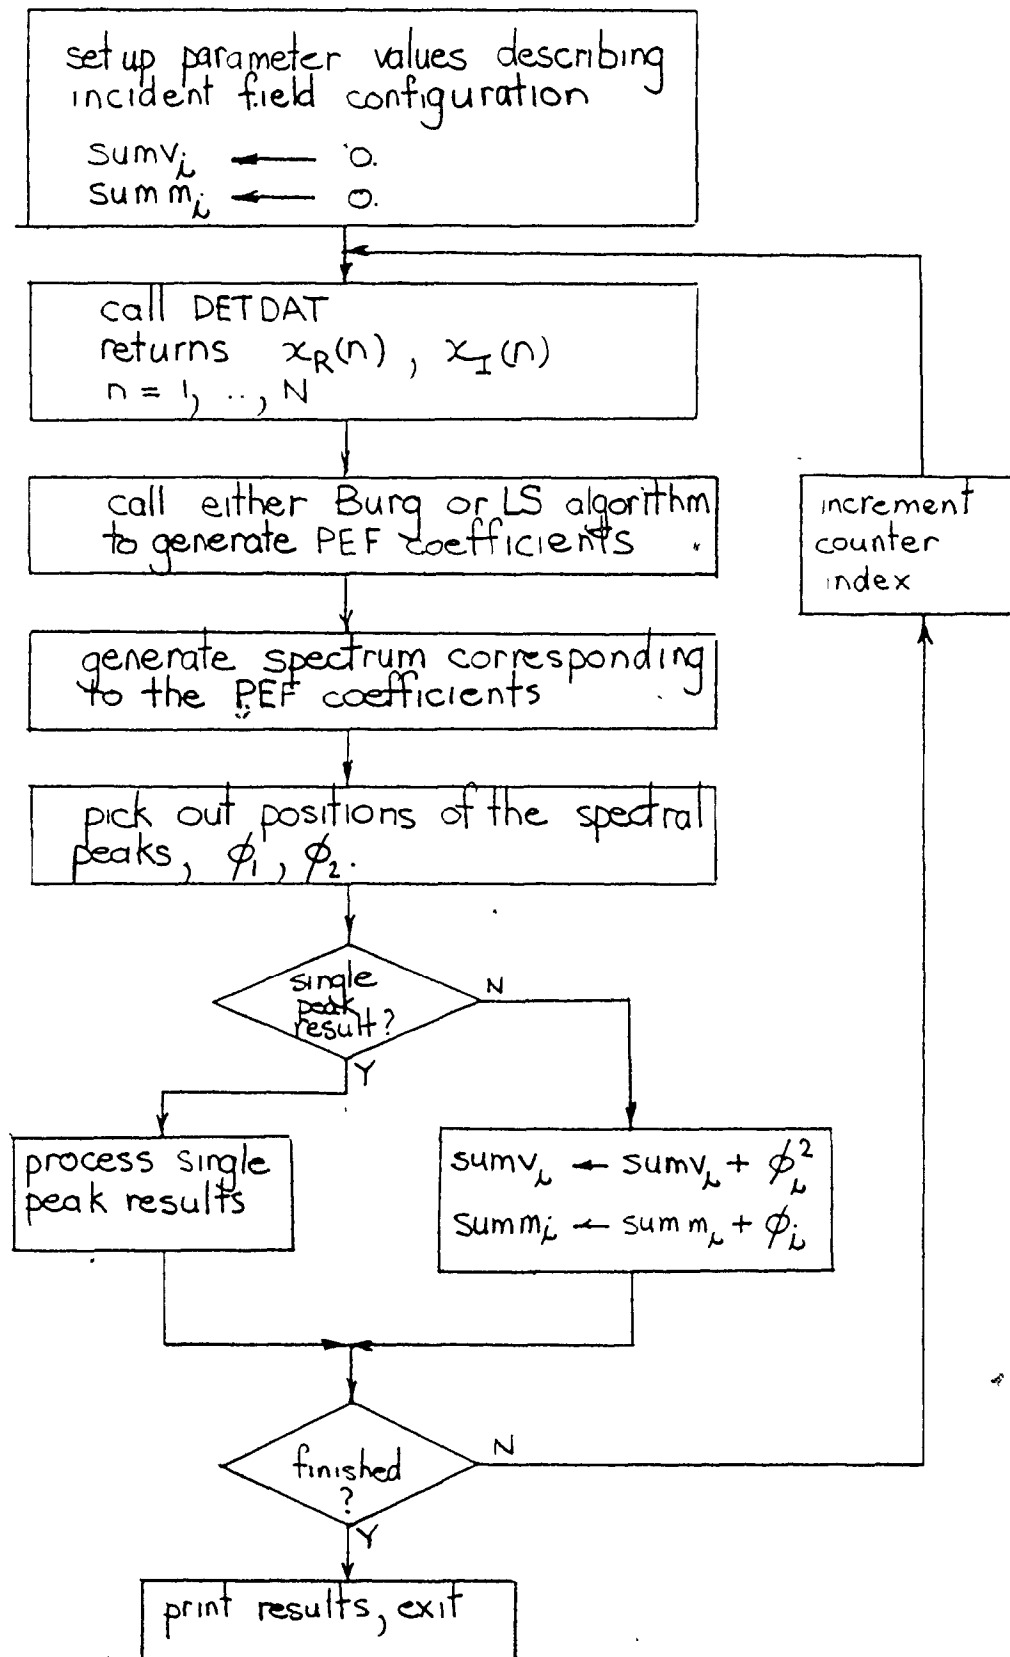 set up parameter values describing
incident field configuration
sumv_i ← 0.
summ_i ← 0.
call DETDAT
returns x_R(n), x_I(n)
n = 1, .., N
call either Burg or LS algorithm
to generate PEF coefficients
increment
counter
index
generate spectrum corresponding
to the PEF coefficients
pick out positions of the spectral
peaks, ϕ_1, ϕ_2.
single
peak
result?
N
Y
process single
peak results
sumv_i ← sumv_i + ϕ_i^2
summ_i ← summ_i + ϕ_i
finished
?
N
Y
print results, exit